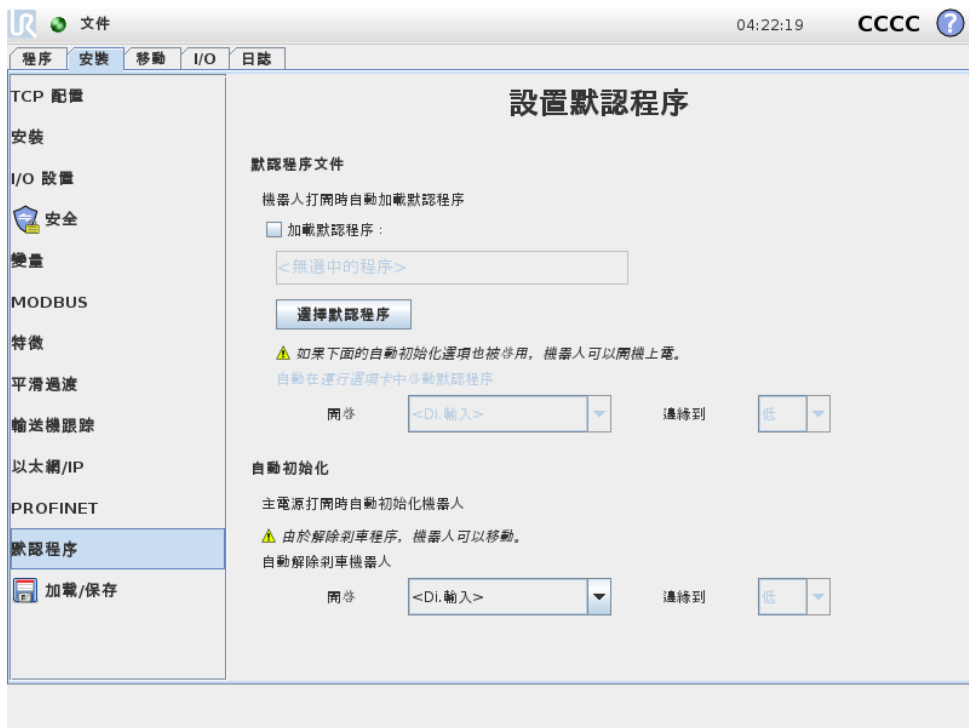 UR 文件 04:22:19 CCCC ?
程序 安裝 移動 I/O 日誌
TCP 配置
安裝
I/O 設置
安全
變量
MODBUS
特徵
平滑過渡
輸送機跟踪
以太網/IP
PROFINET
默認程序
加載/保存
設置默認程序
默認程序文件
機器人打開時自動加載默認程序
加載默認程序：
<無選中的程序>
選擇默認程序
如果下面的自動初始化選項也被啓用，機器人可以開機上電。
自動在運行選項卡中啓動默認程序
開啓 <Di.輸入> 邊緣到 低
自動初始化
主電源打開時自動初始化機器人
由於解除剎車程序，機器人可以移動。
自動解除剎車機器人
開啓 <Di.輸入> 邊緣到 低